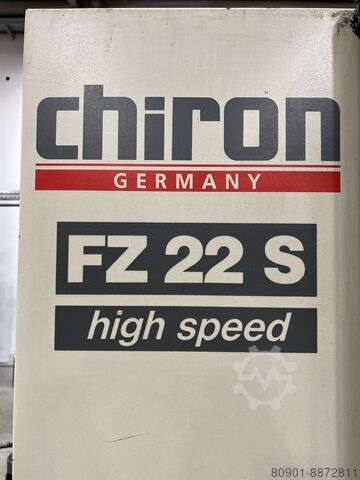 chiron
GERMANY
FZ 22 S
high speed
80901-8872811